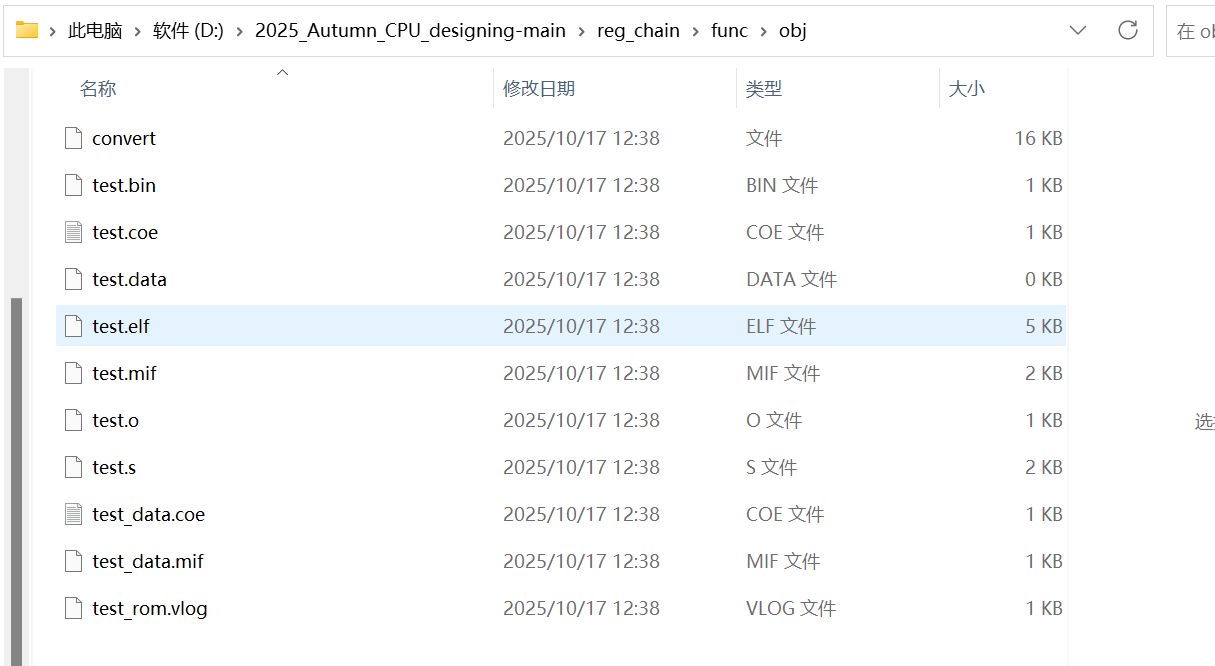 此电脑 软件 (D:) 2025_Autumn_CPU_designing-main reg_chain func obj 在 ob
名称 修改日期 类型 大小
convert 2025/10/17 12:38 文件 16 KB
test.bin 2025/10/17 12:38 BIN 文件 1 KB
test.coe 2025/10/17 12:38 COE 文件 1 KB
test.data 2025/10/17 12:38 DATA 文件 0 KB
test.elf 2025/10/17 12:38 ELF 文件 5 KB
test.mif 2025/10/17 12:38 MIF 文件 2 KB
test.o 2025/10/17 12:38 O 文件 1 KB
选
test.s 2025/10/17 12:38 S 文件 2 KB
test_data.coe 2025/10/17 12:38 COE 文件 1 KB
test_data.mif 2025/10/17 12:38 MIF 文件 1 KB
test_rom.vlog 2025/10/17 12:38 VLOG 文件 1 KB